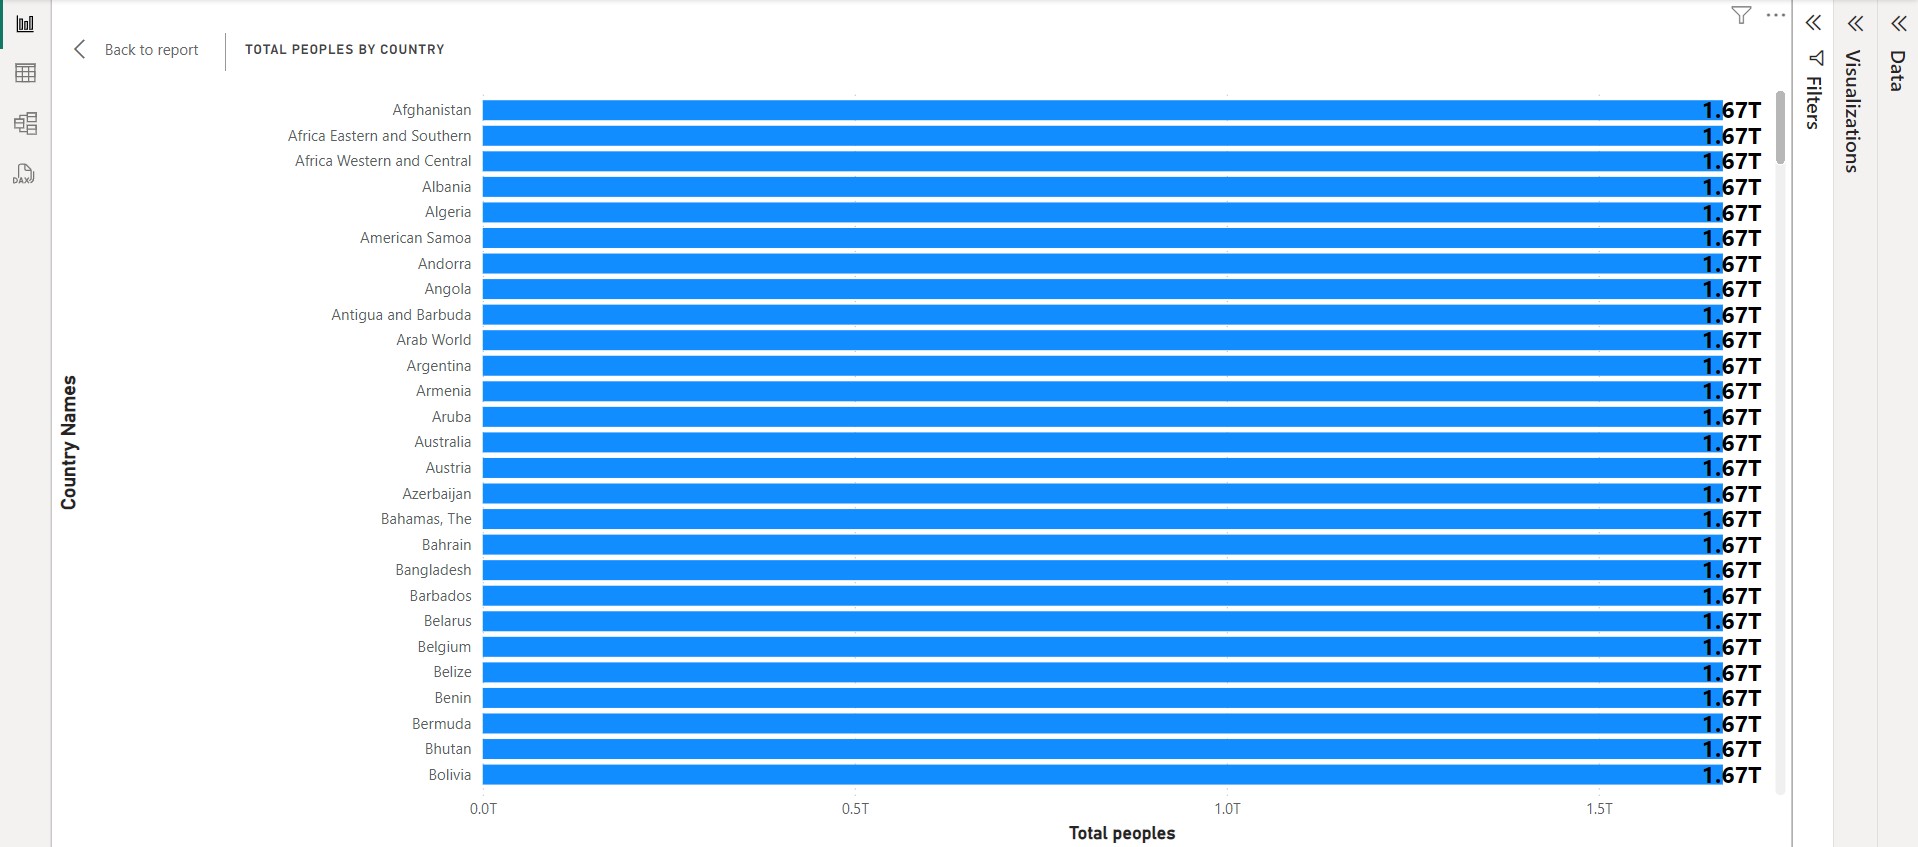 Back to report
TOTAL PEOPLES BY COUNTRY
Afghanistan 1.67T
Africa Eastern and Southern 1.67T
Africa Western and Central 1.67T
Albania 1.67T
Algeria 1.67T
American Samoa 1.67T
Andorra 1.67T
Angola 1.67T
Antigua and Barbuda 1.67T
Arab World 1.67T
Argentina 1.67T
Armenia 1.67T
Aruba 1.67T
Australia 1.67T
Austria 1.67T
Azerbaijan 1.67T
Bahamas, The 1.67T
Bahrain 1.67T
Bangladesh 1.67T
Barbados 1.67T
Belarus 1.67T
Belgium 1.67T
Belize 1.67T
Benin 1.67T
Bermuda 1.67T
Bhutan 1.67T
Bolivia 1.67T
0.0T 0.5T 1.0T 1.5T
Total peoples
Country Names
Filters
Visualizations
Data
DAX